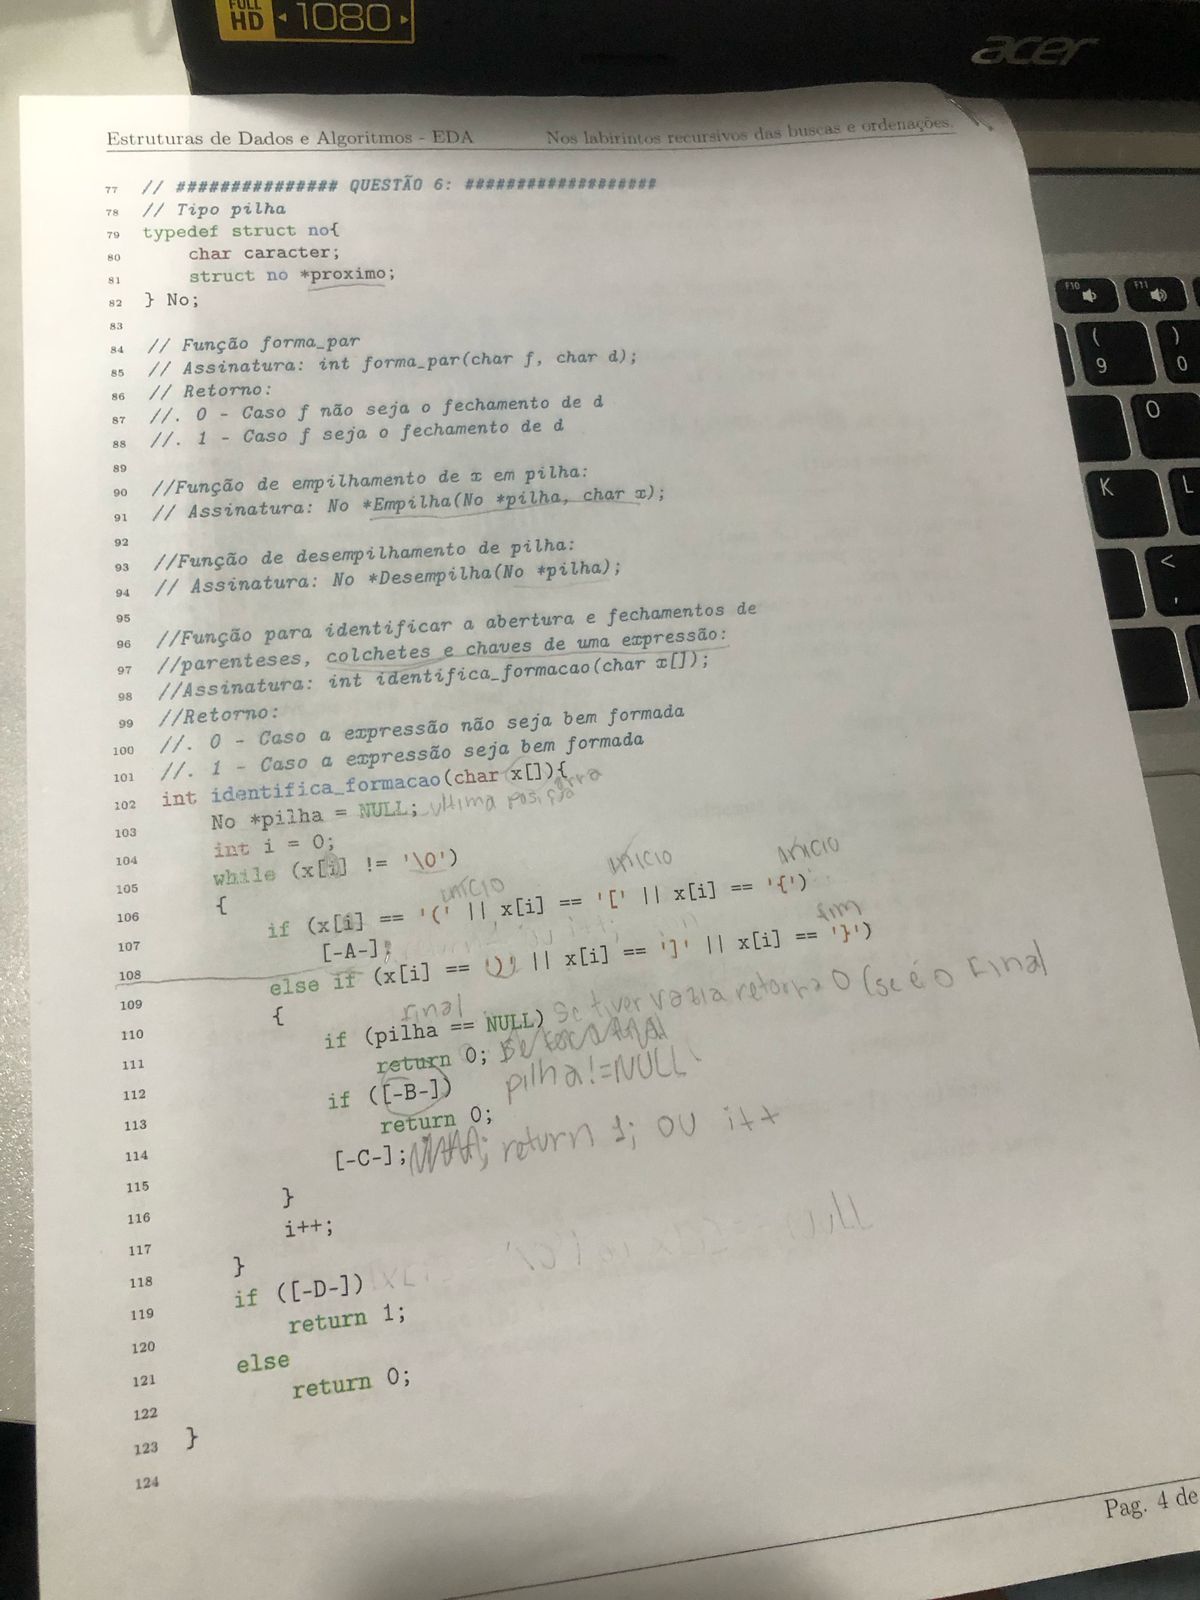 FULL
HD 1080
acer
Estruturas de Dados e Algoritmos - EDA Nos labirintos recursivos das buscas e ordenações.
77 // ############### QUESTÃO 6: ##################
78 // Tipo pilha
79 typedef struct no{
80 char caracter;
81 struct no *proximo;
82 } No;
83
84 // Função forma_par
85 // Assinatura: int forma_par(char f, char d);
86 // Retorno:
87 //. 0 - Caso f não seja o fechamento de d
88 //. 1 - Caso f seja o fechamento de d
89
90 //Função de empilhamento de x em pilha:
91 // Assinatura: No *Empilha(No *pilha, char x);
92
93 //Função de desempilhamento de pilha:
94 // Assinatura: No *Desempilha(No *pilha);
95
96 //Função para identificar a abertura e fechamentos de
97 //parenteses, colchetes e chaves de uma expressão:
98 //Assinatura: int identifica_formacao(char x[]);
99 //Retorno:
100 //. 0 - Caso a expressão não seja bem formada
101 //. 1 - Caso a expressão seja bem formada
102 int identifica_formacao(char x[]){
103 No *pilha = NULL; ultima posição
104 int i = 0;
105 while (x[i] != '\0')
início início início
106 {
107 if (x[i] == '(' || x[i] == '[' || x[i] == '{')
108 [-A-]; fim
109 else if (x[i] == ')' || x[i] == ']' || x[i] == '}')
110 { final se tiver vazia retorna 0 (se é o final
111 if (pilha == NULL)
112 return 0;
113 if ([-B-]) pilha!=NULL
114 return 0;
115 [-C-]; return 1; ou i++
116 }
117 i++;
118 }
119 if ([-D-])
120 return 1;
121 else
122 return 0;
123 }
124
Pag. 4 de
F10
F11
(
9
)
0
O
K
L
<
,